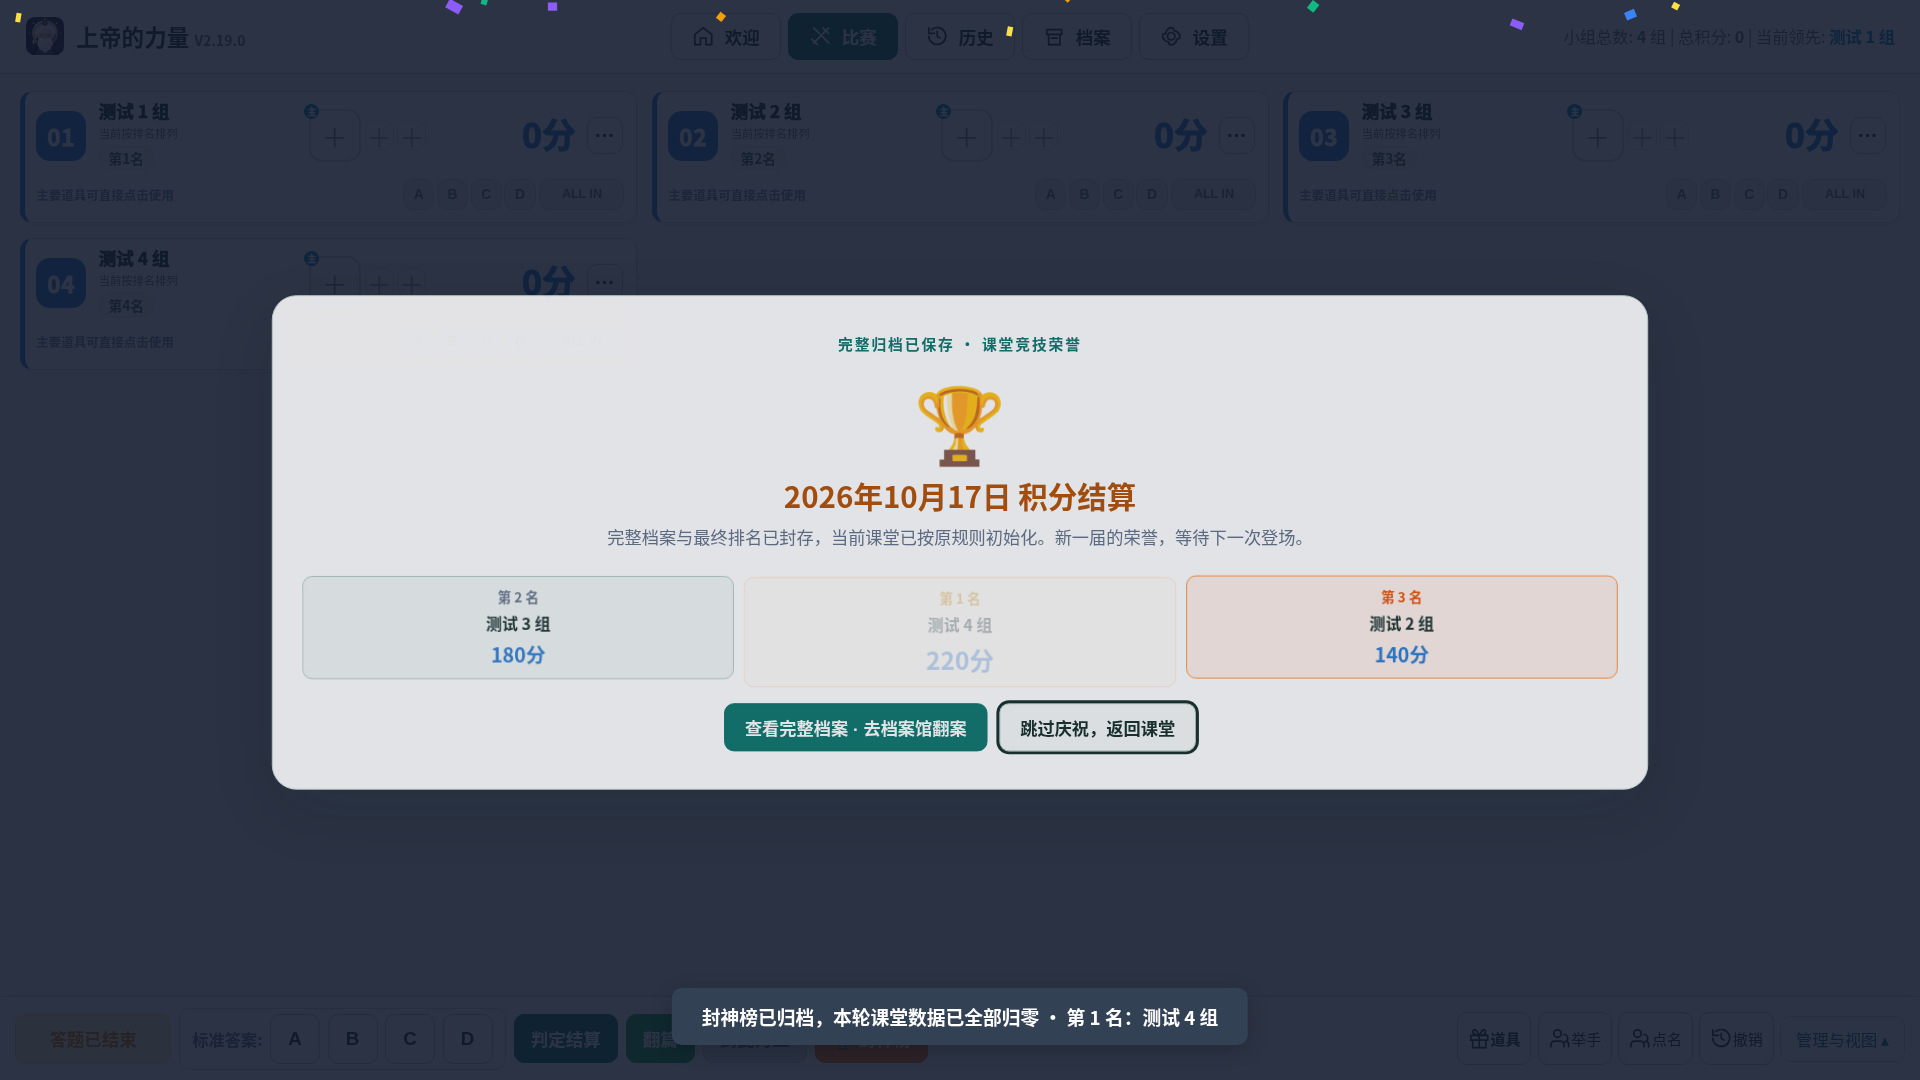 上帝的力量 V2.19.0
欢迎
比赛
历史
档案
设置
小组总数: 4 组 | 总积分: 0 | 当前领先: 测试 1 组
01
测试 1 组
当前按排名排列
第1名
主
0分
主要道具可直接点击使用
A B C D ALL IN
02
测试 2 组
当前按排名排列
第2名
主
0分
主要道具可直接点击使用
A B C D ALL IN
03
测试 3 组
当前按排名排列
第3名
主
0分
主要道具可直接点击使用
A B C D ALL IN
04
测试 4 组
当前按排名排列
第4名
主
0分
主要道具可直接点击使用
完整归档已保存 • 课堂竞技荣誉
2026年10月17日 积分结算
完整档案与最终排名已封存，当前课堂已按原规则初始化。新一届的荣誉，等待下一次登场。
第 2 名
测试 3 组
180分
第 1 名
测试 4 组
220分
第 3 名
测试 2 组
140分
查看完整档案 · 去档案馆翻案
跳过庆祝，返回课堂
封神榜已归档，本轮课堂数据已全部归零 • 第 1 名：测试 4 组
答题已结束
标准答案:
A B C D
判定结算
翻篇
道具
举手
点名
撤销
管理与视图 ▴